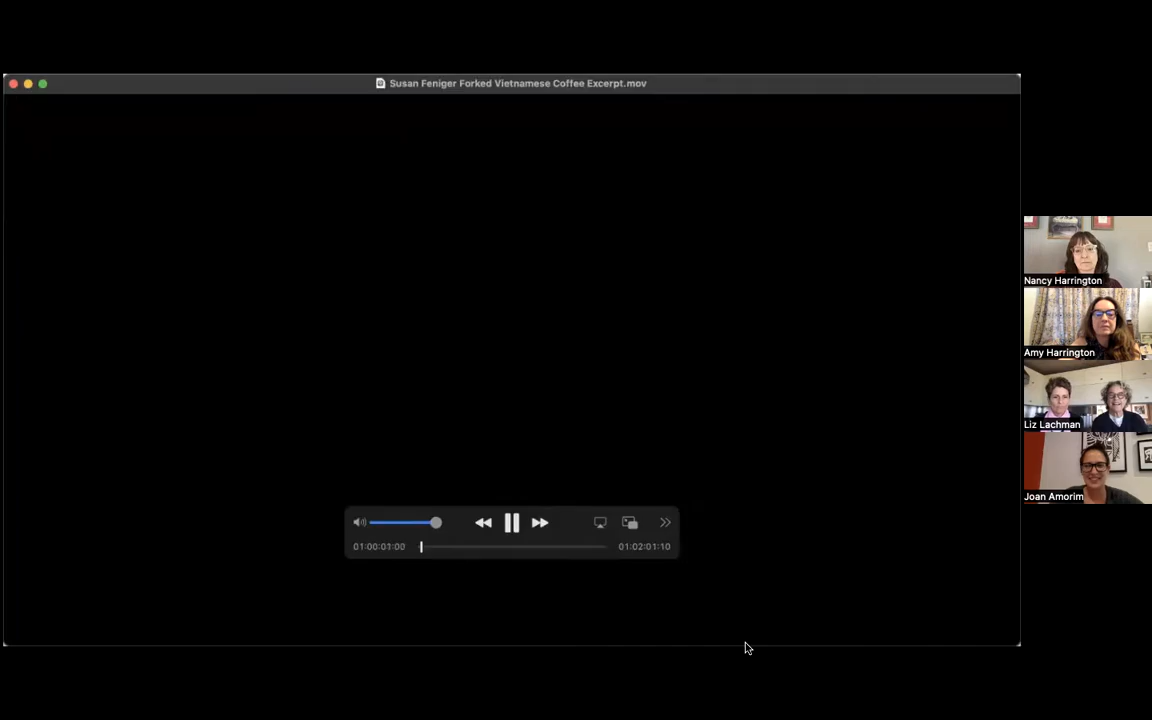 Susan Feniger Forked Vietnamese Coffee Excerpt.mov
Nancy Harrington
Amy Harrington
Liz Lachman
Joan Amorim
01:00:01:00
01:02:01:10